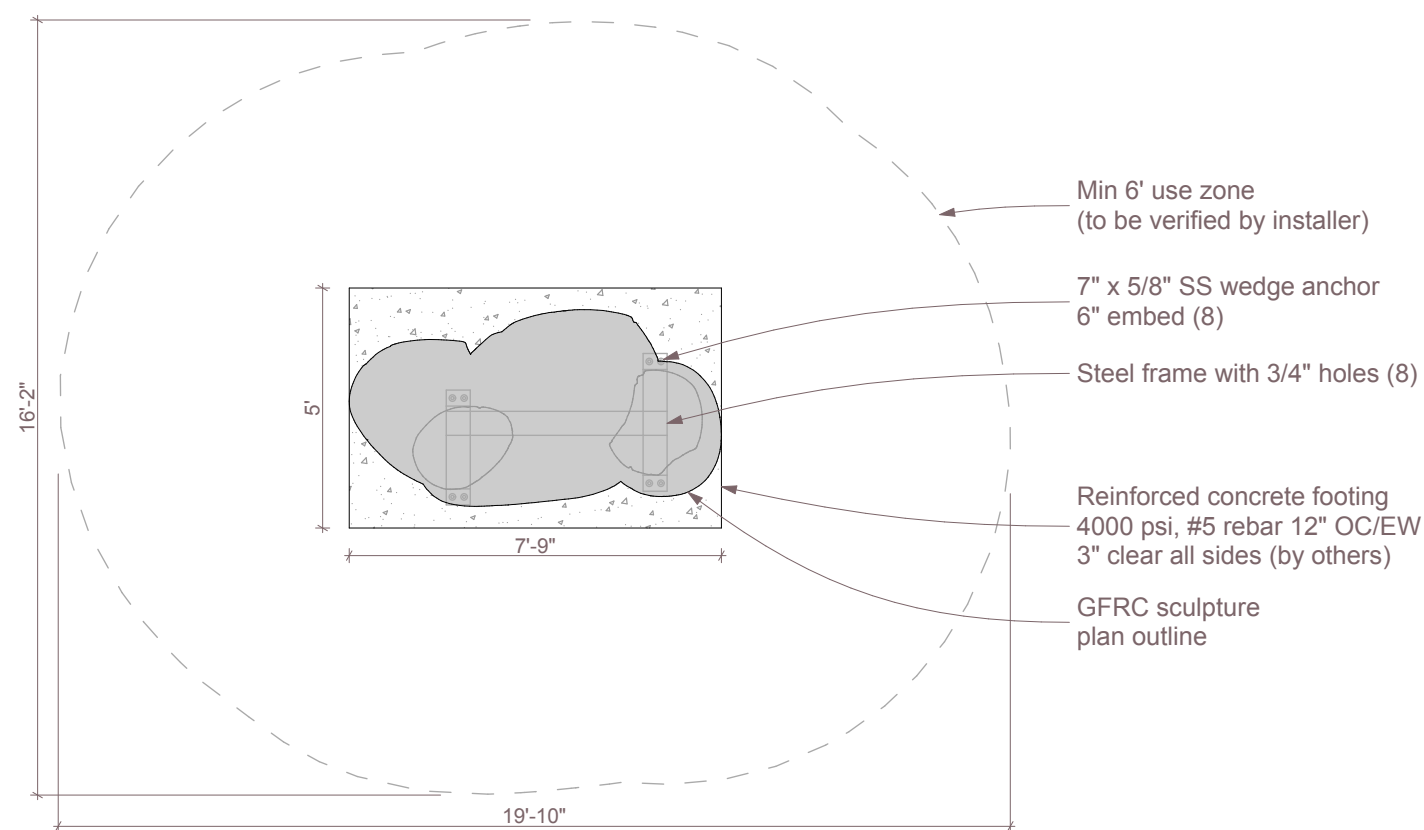 Min 6' use zone
(to be verified by installer)
7" x 5/8" SS wedge anchor
6" embed (8)
Steel frame with 3/4" holes (8)
16'-2"
5'
Reinforced concrete footing
4000 psi, #5 rebar 12" OC/EW
3" clear all sides (by others)
7'-9"
GFRC sculpture
plan outline
19'-10"